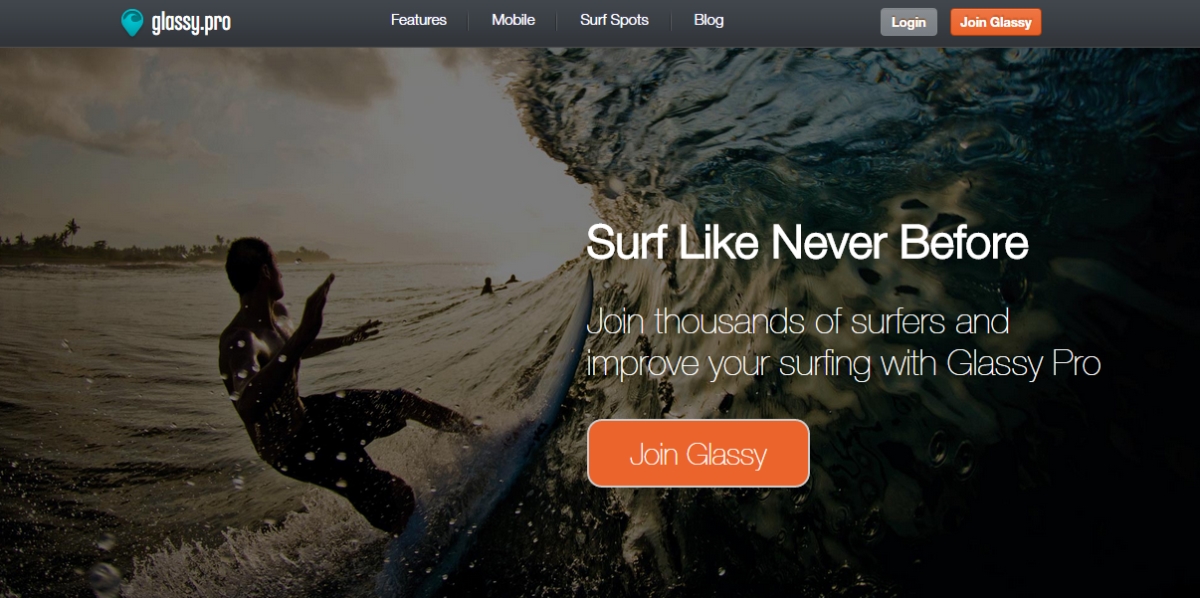 glassy.pro
Features
Mobile
Surf Spots
Blog
Login
Join Glassy
Surf Like Never Before
Join thousands of surfers and
improve your surfing with Glassy Pro
Join Glassy